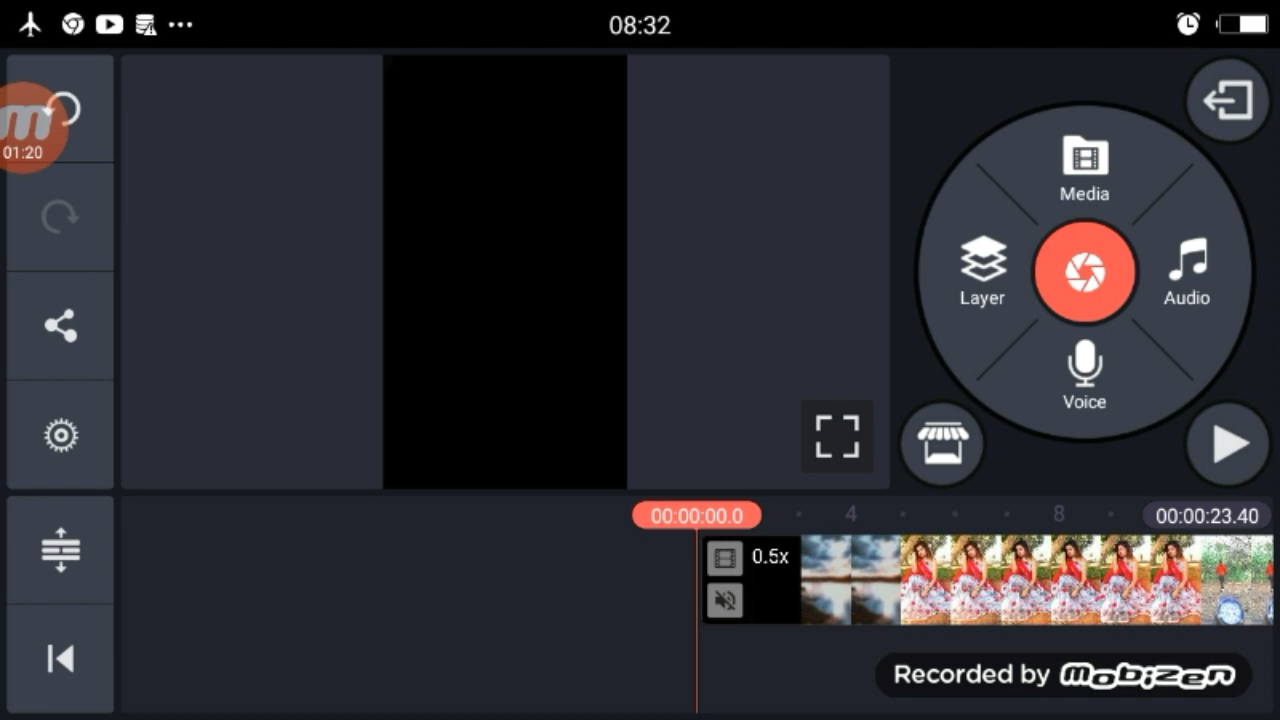 08:32
m
01:20
Media
Layer
Audio
Voice
00:00:00.0
4
8
00:00:23.40
0.5x
Recorded by mobizen